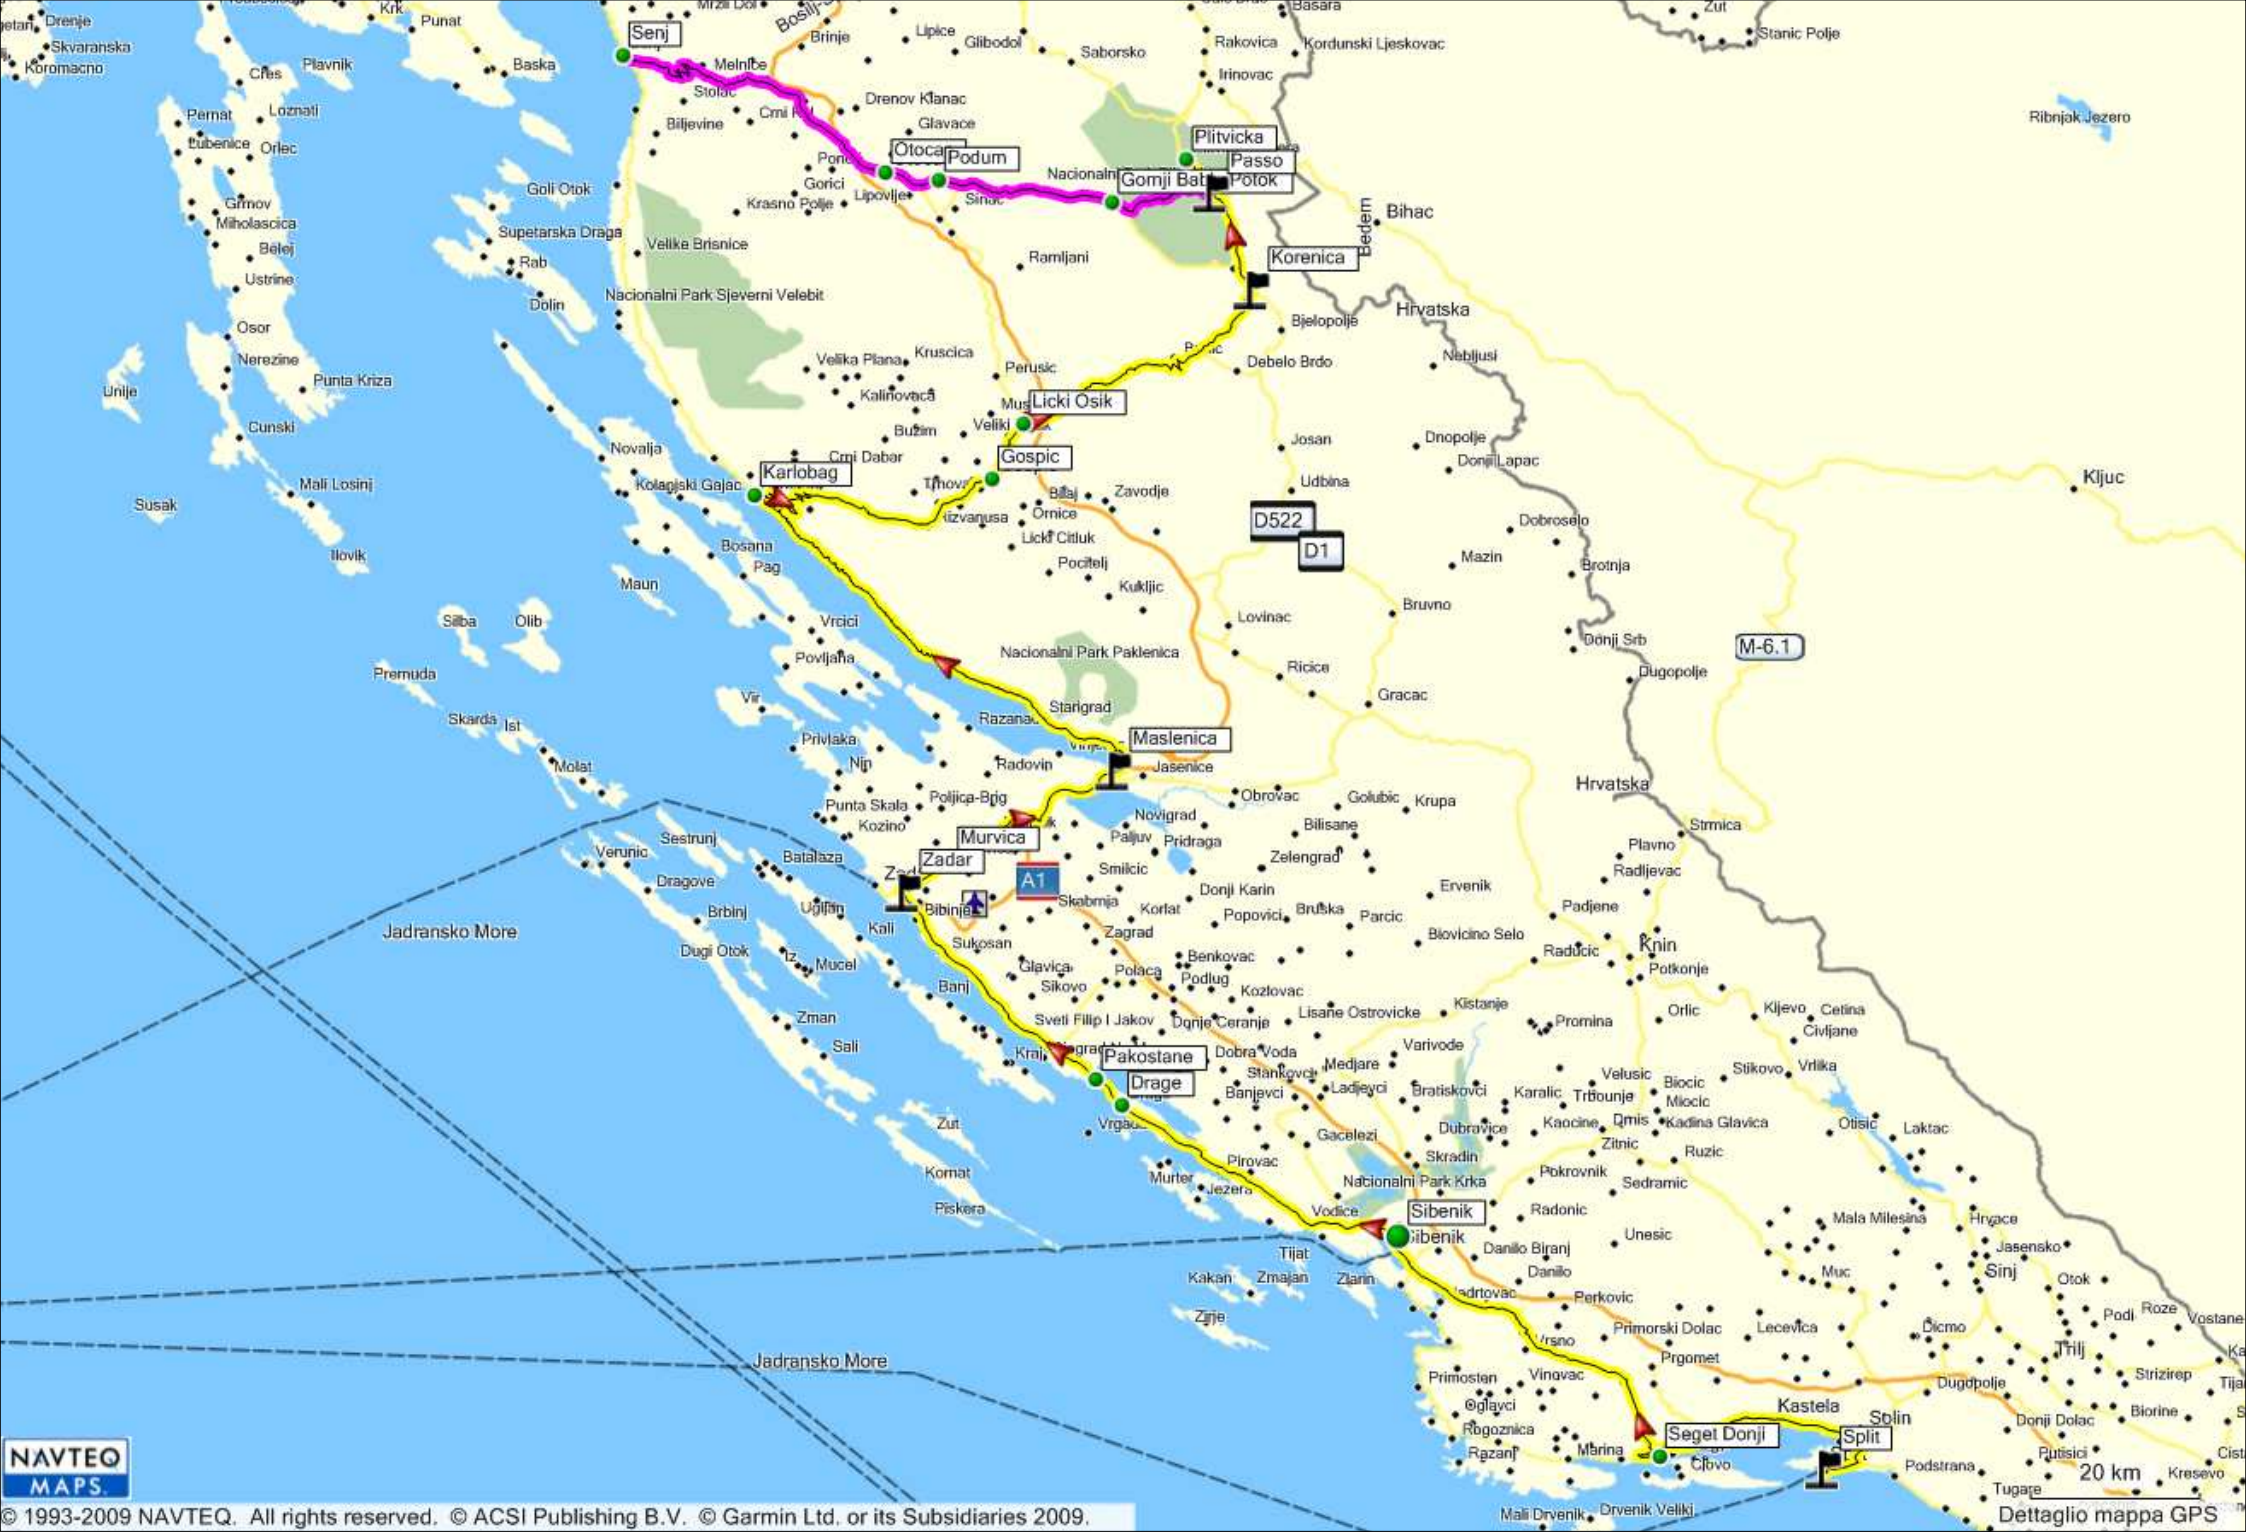 Krk
Punat
Drenje
Skvaranska
Koromacno
Cres
Plavnik
Baska
Loznati
Pernat
Lubenice
Orlec
Grmov
Miholascica
Belej
Ustrine
Osor
Nerezine
Punta Kriza
Unije
Cunski
Mali Losinj
Susak
Ilovik
Senj
Melnice
Stolac
Biljevine
Brinje
Lipice
Glibodol
Saborsko
Basara
Rakovica
Kordunski Ljeskovac
Irinovac
Zut
Stanic Polje
Ribnjak Jezero
Drenov Klanac
Glavace
Otocac
Podum
Gorici
Lipovlje
Krasno Polje
Sinac
Plitvicka
Passo
Potok
Bihac
Bedem
Korenica
Hrvatska
Goli Otok
Supetarska Draga
Rab
Dolin
Velike Brisnice
Nacionalni Park Sjeverni Velebit
Ramljani
Bjelopolje
Debelo Brdo
Nebljusi
Velika Plana
Kruscica
Kalinovaca
Perusic
Licki Osik
Veliki
Buzim
Crni Dabar
Gospic
Karlobag
Novalja
Kolanjski Gajac
Josan
Dnopolje
Donji Lapac
Udbina
Kljuc
D522
D1
Dobroselo
Bilaj
Zavodje
Ornice
Licki Citluk
Pocitelj
Kukljic
Mazin
Brotnja
Bosana
Pag
Maun
Silba
Olib
Vrcici
Povljana
Lovinac
Bruvno
Donji Srb
M-6.1
Dugopolje
Premuda
Skarda
Ist
Vir
Nacionalni Park Paklenica
Ricice
Gracac
Starigrad
Privlaka
Nin
Molat
Radovin
Maslenica
Jasenice
Hrvatska
Punta Skala
Poljica-Brig
Kozino
Obrovac
Golubic
Krupa
Novigrad
Bilisane
Strmica
Sestrunj
Verunic
Batalaza
Murvica
Zadar
Paljuv
Pridraga
Zelengrad
Plavno
Dragove
A1
Smilcic
Radljevac
Brbinj
Ugljan
Bibinje
Skabrnja
Donji Karin
Ervenik
Korlat
Popovici
Bruska
Parcic
Padjene
Jadransko More
Kali
Dugi Otok
Sukosan
Zagrad
Biovicino Selo
Raducic
Knin
Iz
Mucel
Glavica
Polaca
Benkovac
Podlug
Potkonje
Banj
Sikovo
Kozlovac
Zman
Sveti Filip I Jakov
Donje Ceranje
Lisane Ostrovicke
Kistanje
Promina
Orlic
Kijevo
Cetina
Civljane
Sali
Pakostane
Dobra Voda
Stankovci
Medjare
Varivode
Drage
Banjevci
Ladjevci
Bratiskovci
Karalic
Velusic
Biocic
Stikovo
Vrlika
Trbounje
Miocic
Zut
Gacelezi
Dubravice
Kaocine
Drnis
Kadina Glavica
Otisic
Laktac
Zitnic
Ruzic
Kornat
Pirovac
Skradin
Murter
Jezera
Nacionalni Park Krka
Pokrovnik
Sedramic
Piskera
Vodice
Sibenik
Sibenik
Radonic
Mala Milesina
Hrvace
Unesic
Tijat
Danilo Biranj
Jasensko
Kakan
Zmajan
Zlarin
Danilo
Muc
Sinj
Otok
Zirje
Perkovic
Podi
Roze
Vostane
Jadransko More
Primorski Dolac
Lecevica
Dicmo
Trilj
Prgomet
Primosten
Vinovac
Dugopolje
Strizirep
Oglavci
Kastela
Rogoznica
Seget Donji
Solin
Split
Donji Dolac
Biorine
Razanj
Marina
Ciovo
Podstrana
Putisici
20 km
Kresevo
Tugare
Mali Drvenik
Drvenik Veliki
Dettaglio mappa GPS
NAVTEQ
MAPS.
© 1993-2009 NAVTEQ. All rights reserved. © ACSI Publishing B.V. © Garmin Ltd. or its Subsidiaries 2009.